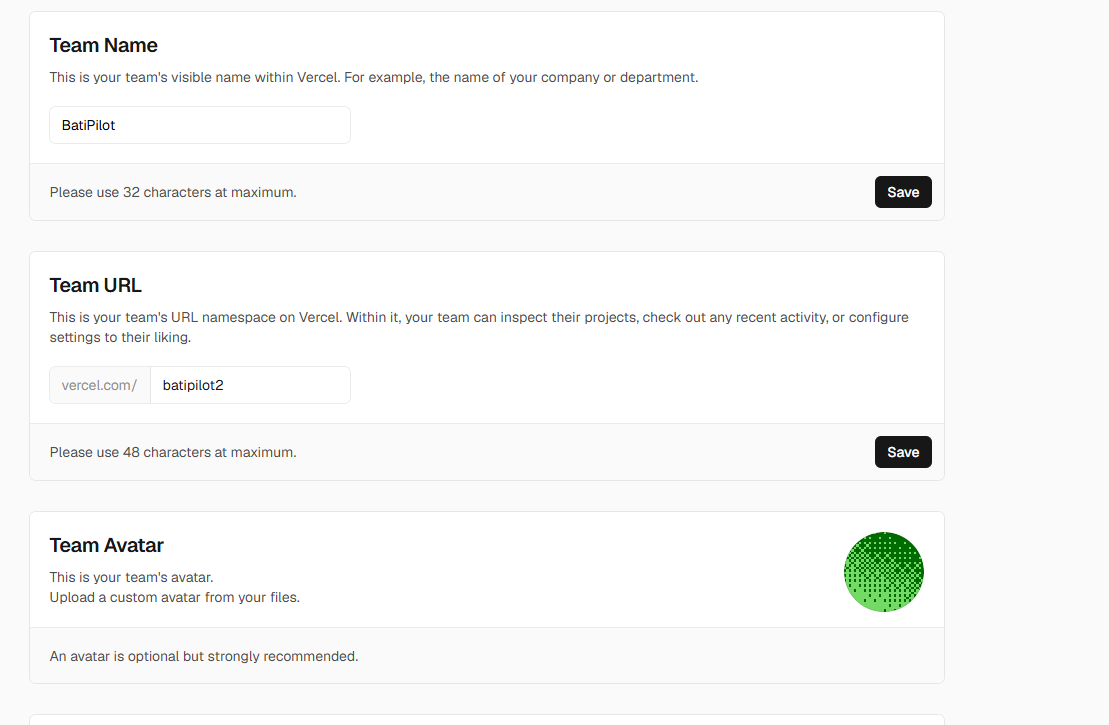 Team Name
This is your team's visible name within Vercel. For example, the name of your company or department.
BatiPilot
Please use 32 characters at maximum.
Save
Team URL
This is your team's URL namespace on Vercel. Within it, your team can inspect their projects, check out any recent activity, or configure
settings to their liking.
vercel.com/ batipilot2
Please use 48 characters at maximum.
Save
Team Avatar
This is your team's avatar.
Upload a custom avatar from your files.
An avatar is optional but strongly recommended.